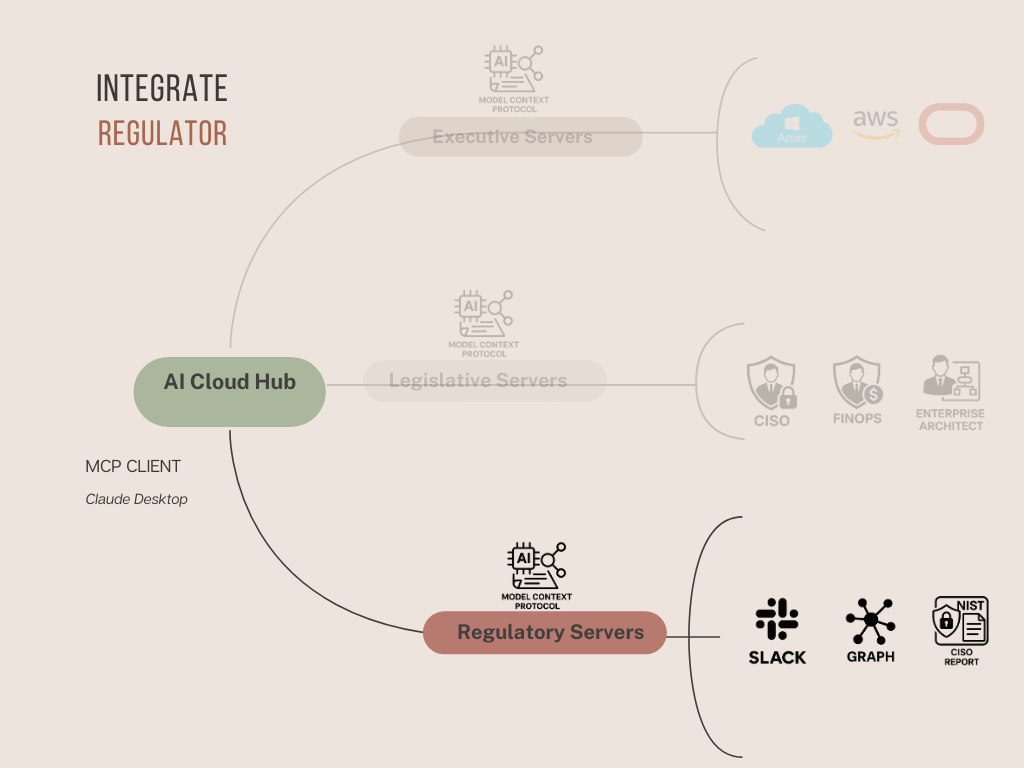 INTEGRATE
REGULATOR
AI
MODEL CONTEXT
PROTOCOL
Executive Servers
Azure
aws
AI
MODEL CONTEXT
PROTOCOL
AI Cloud Hub
Legislative Servers
CISO
$
FINOPS
ENTERPRISE
ARCHITECT
MCP CLIENT
Claude Desktop
AI
MODEL CONTEXT
PROTOCOL
Regulatory Servers
SLACK
GRAPH
NIST
CISO
REPORT